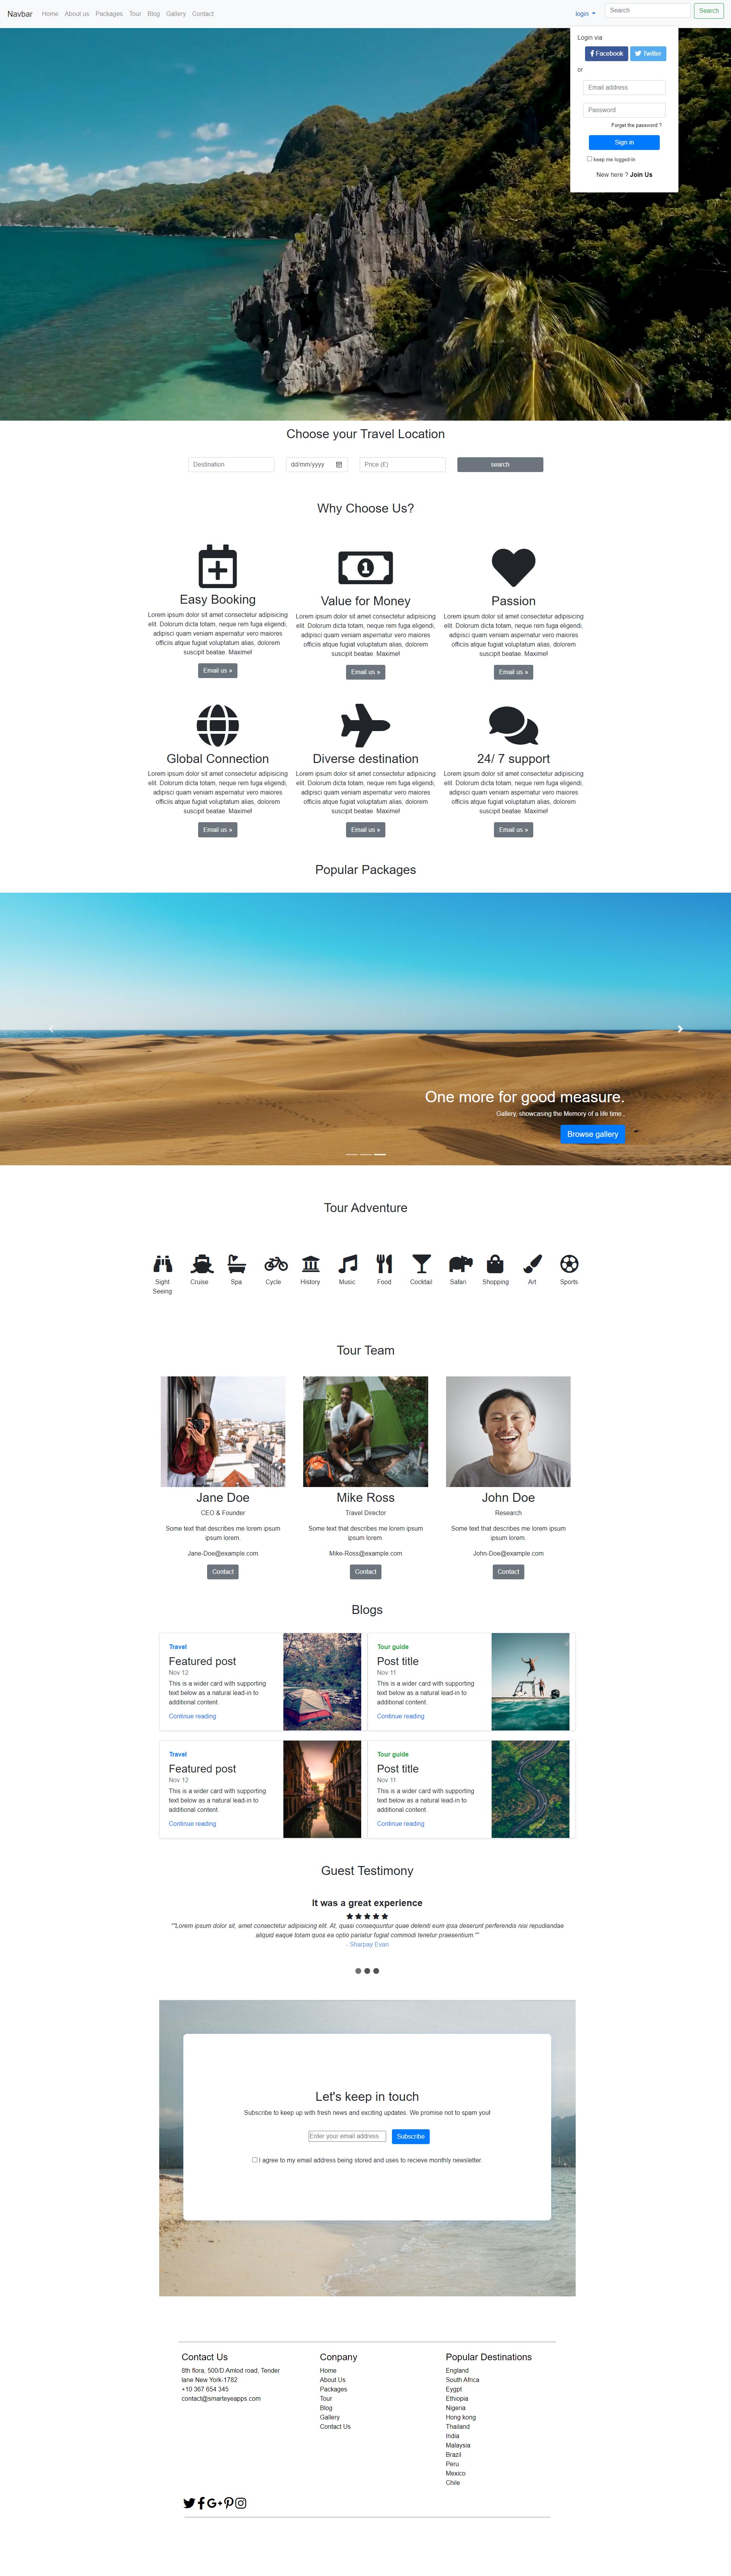 Navbar Home About us Packages Tour Blog Gallery Contact login Search Search
Login via
Facebook Twitter
or
Email address
Password
Forget the password ?
Sign in
keep me logged-in
New here ? Join Us
Choose your Travel Location
Destination dd/mm/yyyy Price (£) search
Why Choose Us?
1
Easy Booking
Lorem ipsum dolor sit amet consectetur adipisicing
elit. Dolorum dicta totam, neque rem fuga eligendi,
adipisci quam veniam aspernatur vero maiores
officiis atque fugiat voluptatum alias, dolorem
suscipit beatae. Maxime!
Email us »
Value for Money
Lorem ipsum dolor sit amet consectetur adipisicing
elit. Dolorum dicta totam, neque rem fuga eligendi,
adipisci quam veniam aspernatur vero maiores
officiis atque fugiat voluptatum alias, dolorem
suscipit beatae. Maxime!
Email us »
Passion
Lorem ipsum dolor sit amet consectetur adipisicing
elit. Dolorum dicta totam, neque rem fuga eligendi,
adipisci quam veniam aspernatur vero maiores
officiis atque fugiat voluptatum alias, dolorem
suscipit beatae. Maxime!
Email us »
Global Connection
Lorem ipsum dolor sit amet consectetur adipisicing
elit. Dolorum dicta totam, neque rem fuga eligendi,
adipisci quam veniam aspernatur vero maiores
officiis atque fugiat voluptatum alias, dolorem
suscipit beatae. Maxime!
Email us »
Diverse destination
Lorem ipsum dolor sit amet consectetur adipisicing
elit. Dolorum dicta totam, neque rem fuga eligendi,
adipisci quam veniam aspernatur vero maiores
officiis atque fugiat voluptatum alias, dolorem
suscipit beatae. Maxime!
Email us »
24/ 7 support
Lorem ipsum dolor sit amet consectetur adipisicing
elit. Dolorum dicta totam, neque rem fuga eligendi,
adipisci quam veniam aspernatur vero maiores
officiis atque fugiat voluptatum alias, dolorem
suscipit beatae. Maxime!
Email us »
Popular Packages
One more for good measure.
Gallery, showcasing the Memory of a life time.,
Browse gallery
Tour Adventure
Sight
Seeing
Cruise
Spa
Cycle
History
Music
Food
Cocktail
Safari
Shopping
Art
Sports
Tour Team
Jane Doe
CEO & Founder
Some text that describes me lorem ipsum
ipsum lorem.
Jane-Doe@example.com
Contact
Mike Ross
Travel Director
Some text that describes me lorem ipsum
ipsum lorem.
Mike-Ross@example.com
Contact
John Doe
Research
Some text that describes me lorem ipsum
ipsum lorem.
John-Doe@example.com
Contact
Blogs
Travel
Featured post
Nov 12
This is a wider card with supporting
text below as a natural lead-in to
additional content.
Continue reading
Tour guide
Post title
Nov 11
This is a wider card with supporting
text below as a natural lead-in to
additional content.
Continue reading
Travel
Featured post
Nov 12
This is a wider card with supporting
text below as a natural lead-in to
additional content.
Continue reading
Tour guide
Post title
Nov 11
This is a wider card with supporting
text below as a natural lead-in to
additional content.
Continue reading
Guest Testimony
It was a great experience
""Lorem ipsum dolor sit, amet consectetur adipisicing elit. At, quasi consequuntur quae deleniti eum ipsa deserunt perferendis nisi repudiandae
aliquid eaque totam quos ea optio pariatur fugiat commodi tenetur praesentium.""
- Sharpay Evan
Let's keep in touch
Subscribe to keep up with fresh news and exciting updates. We promise not to spam you!
Enter your email address Subscribe
I agree to my email address being stored and uses to recieve monthly newsletter.
Contact Us
8th flora, 500/D Amlod road, Tender
lane New York-1782
+10 367 654 345
contact@smarteyeapps.com
Conpany
Home
About Us
Packages
Tour
Blog
Gallery
Contact Us
Popular Destinations
England
South Africa
Eygpt
Ethiopia
Nigeria
Hong kong
Thailand
India
Malaysia
Brazil
Peru
Mexico
Chile